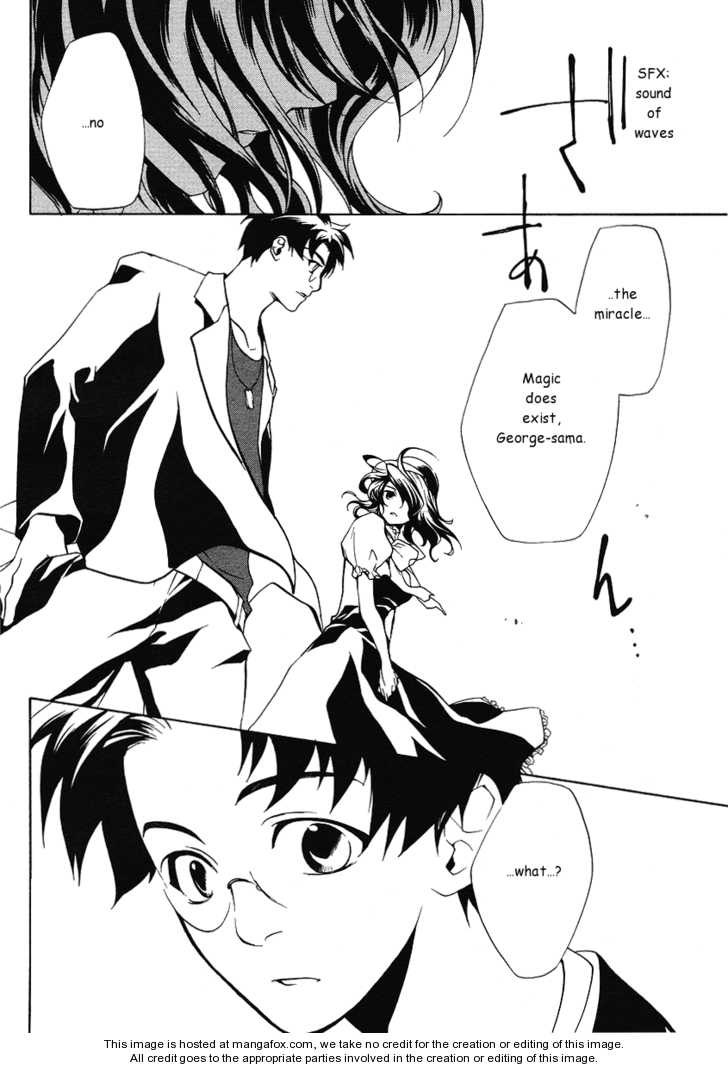 SFX:
sound
of
waves
...no
ざ
あ
ん...
..the
miracle...
Magic
does
exist,
George-sama.
...what...?
This image is hosted at mangafox.com, we take no credit for the creation or editing of this image.
All credit goes to the appropriate parties involved in the creation or editing of this image.